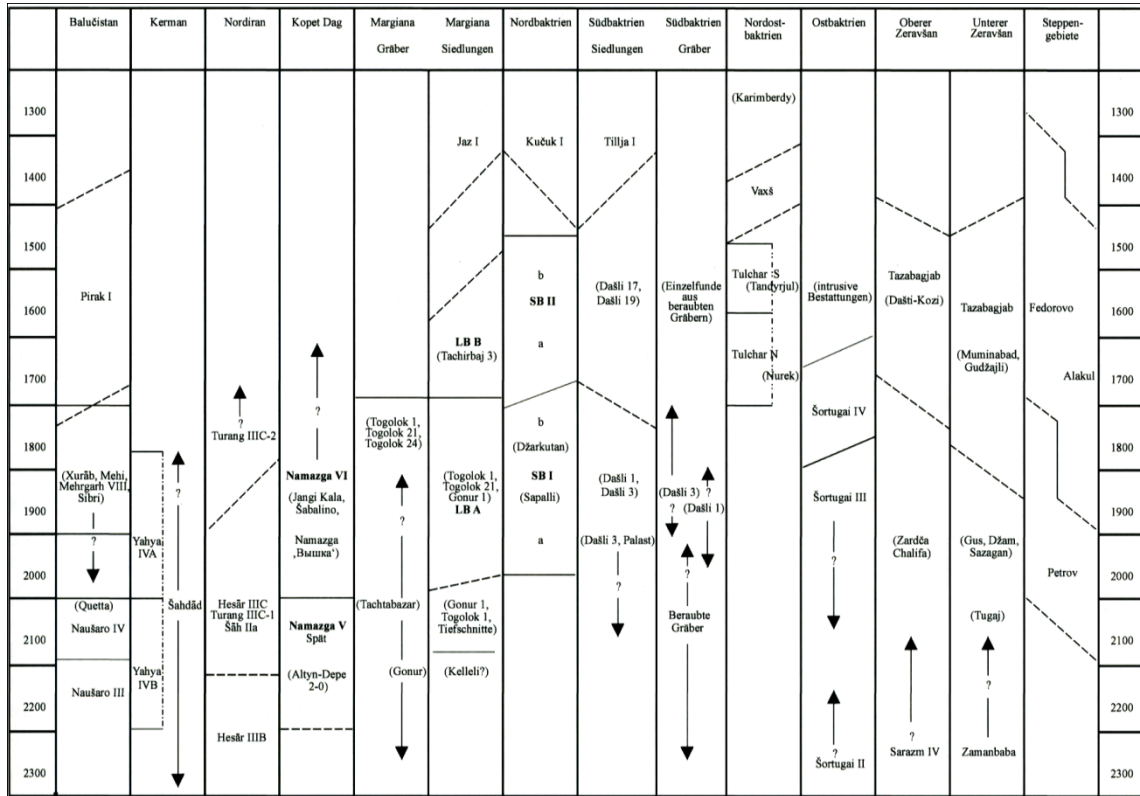 Balučistan
Kerman
Nordiran
Kopet Dag
Margiana
Gräber
Margiana
Siedlungen
Nordbaktrien
Südbaktrien
Siedlungen
Südbaktrien
Gräber
Nordost-
baktrien
Ostbaktrien
Oberer
Zeravšan
Unterer
Zeravšan
Steppen-
gebiete
1300
1400
1500
1600
1700
1800
1900
2000
2100
2200
2300
Pirak I
(Xurāb, Mehi,
Mehrgarh VIII,
Sibri)
?
(Quetta)
Naušaro IV
Naušaro III
Yahya
IVA
Yahya
IVB
?
Šahdād
?
Turang IIIC-2
Hesār IIIC
Turang IIIC-1
Šāh IIa
Hesār IIIB
?
Namazga VI
(Jangi Kala,
Šabalino,
Namazga
‚Вышка‘)
Namazga V
Spät
(Altyn-Depe
2-0)
(Togolok 1,
Togolok 21,
Togolok 24)
?
(Tachtabazar)
(Gonur)
Jaz I
LB B
(Tachirbaj 3)
(Togolok 1,
Togolok 21,
Gonur 1)
LB A
(Gonur 1,
Togolok 1,
Tiefschnitte)
(Kelleli?)
Kučuk I
b
SB II
a
b
(Džarkutan)
SB I
(Sapalli)
a
Tillja I
(Dašli 17,
Dašli 19)
(Dašli 1,
Dašli 3)
(Dašli 3, Palast)
?
(Einzelfunde
aus
beraubten
Gräbern)
(Dašli 3)
?
?
(Dašli 1)
?
Beraubte
Gräber
?
(Karimberdy)
Vaxš
Tulchar S
(Tandyrjul)
Tulchar N
(Nurek)
(intrusive
Bestattungen)
Šortugai IV
Šortugai III
?
?
Šortugai II
Tazabagjab
(Dašti-Kozi)
(Zardča
Chalifa)
?
Sarazm IV
Tazabagjab
(Muminabad,
Gudžajli)
(Gus, Džam,
Sazagan)
(Tugaj)
?
Zamanbaba
Fedorovo
Alakul
Petrov
1300
1400
1500
1600
1700
1800
1900
2000
2100
2200
2300